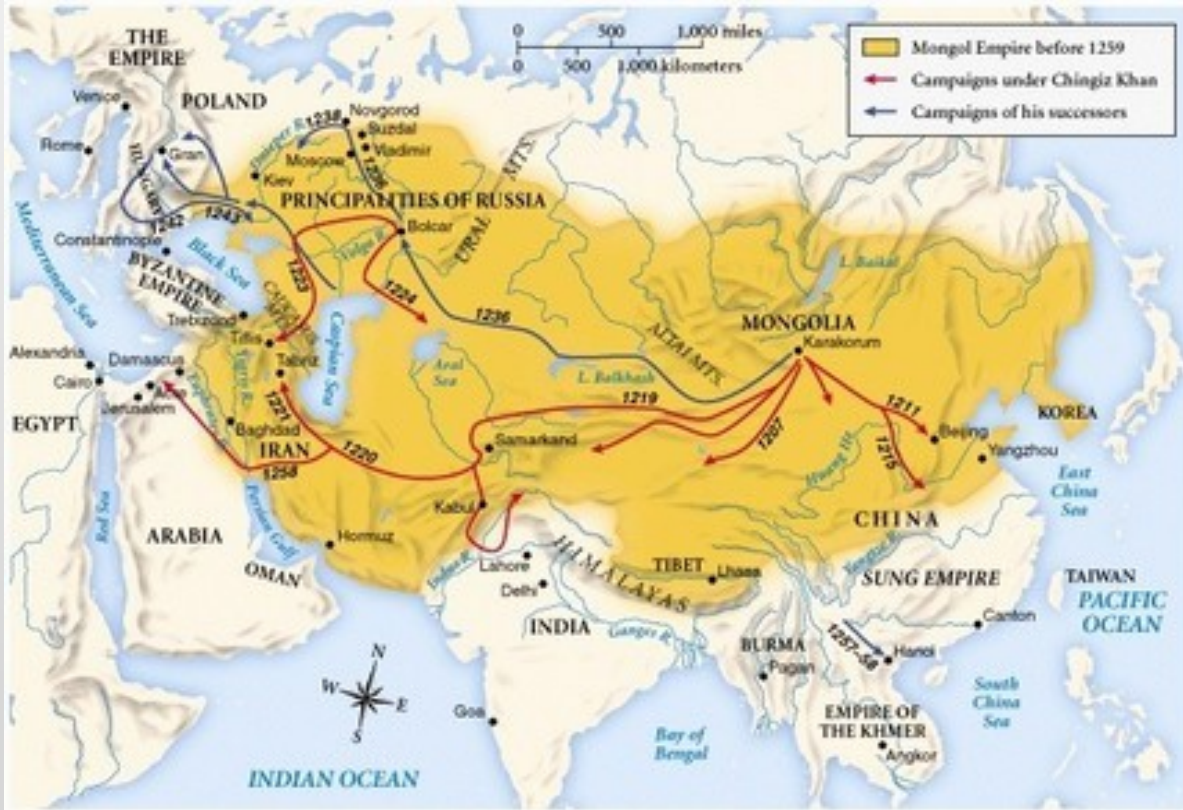 THE
EMPIRE
Venice
POLAND
Rome
HUNGARY
Gran
Dnieper R.
1238
Novgorod
Suzdal
Vladimir
Moscow
Kiev
PRINCIPALITIES OF RUSSIA
0 500 1,000 miles
0 500 1,000 kilometers
Mongol Empire before 1259
Campaigns under Chingiz Khan
Campaigns of his successors
URAL MTS.
Bolcar
Volga R.
Mediterranean Sea
1242
1243
Constantinople
Black Sea
BYZANTINE
EMPIRE
Trebizond
1223
1224
1236
Tiflis
Tabriz
Caspian Sea
Aral
Sea
L. Balkhash
ALTAI MTS.
L. Baikal
MONGOLIA
Karakorum
Alexandria
Cairo
Damascus
Acre
Jerusalem
EGYPT
Tigris R.
Euphrates R.
Baghdad
1221
IRAN
1258
1220
1219
1207
1211
1215
Samarkand
Kabul
Beijing
Yangzhou
KOREA
East
China
Sea
Red Sea
ARABIA
Persian Gulf
OMAN
Hormuz
Indus R.
Lahore
Delhi
HIMALAYAS
TIBET
Lhasa
CHINA
SUNG EMPIRE
TAIWAN
PACIFIC
OCEAN
Canton
INDIA
Ganges R.
BURMA
Pagan
1257–58
Hanoi
Goa
N
W
E
S
Bay of
Bengal
South
China
Sea
EMPIRE OF
THE KHMER
Angkor
INDIAN OCEAN